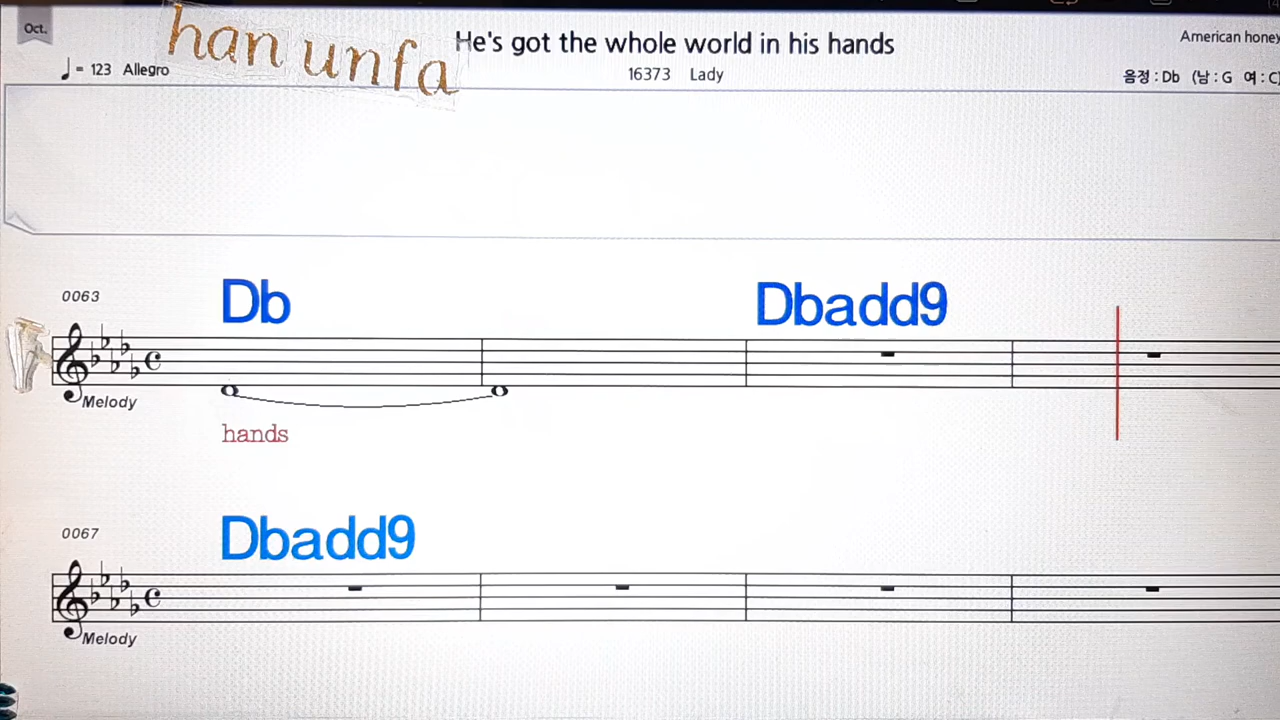 Oct.
han unfa
He's got the whole world in his hands
American honey
♩ = 123 Allegro
16373 Lady
음정 : Db (남 : G 여 : C)
0063
Db
Dbadd9
Melody
hands
0067
Dbadd9
Melody